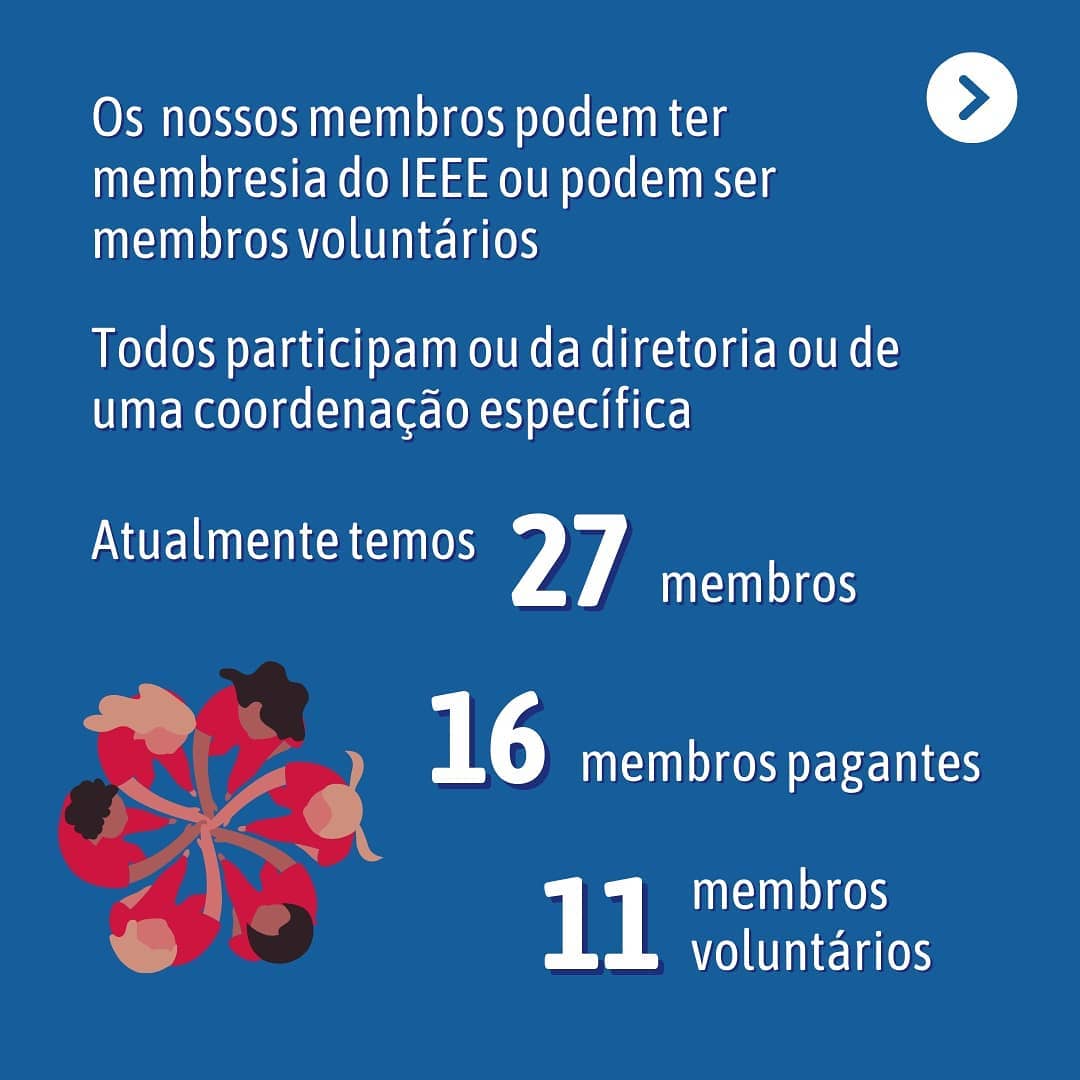 Os nossos membros podem ter
membresia do IEEE ou podem ser
membros voluntários
Todos participam ou da diretoria ou de
uma coordenação específica
Atualmente temos 27 membros
16 membros pagantes
11 membros
voluntários